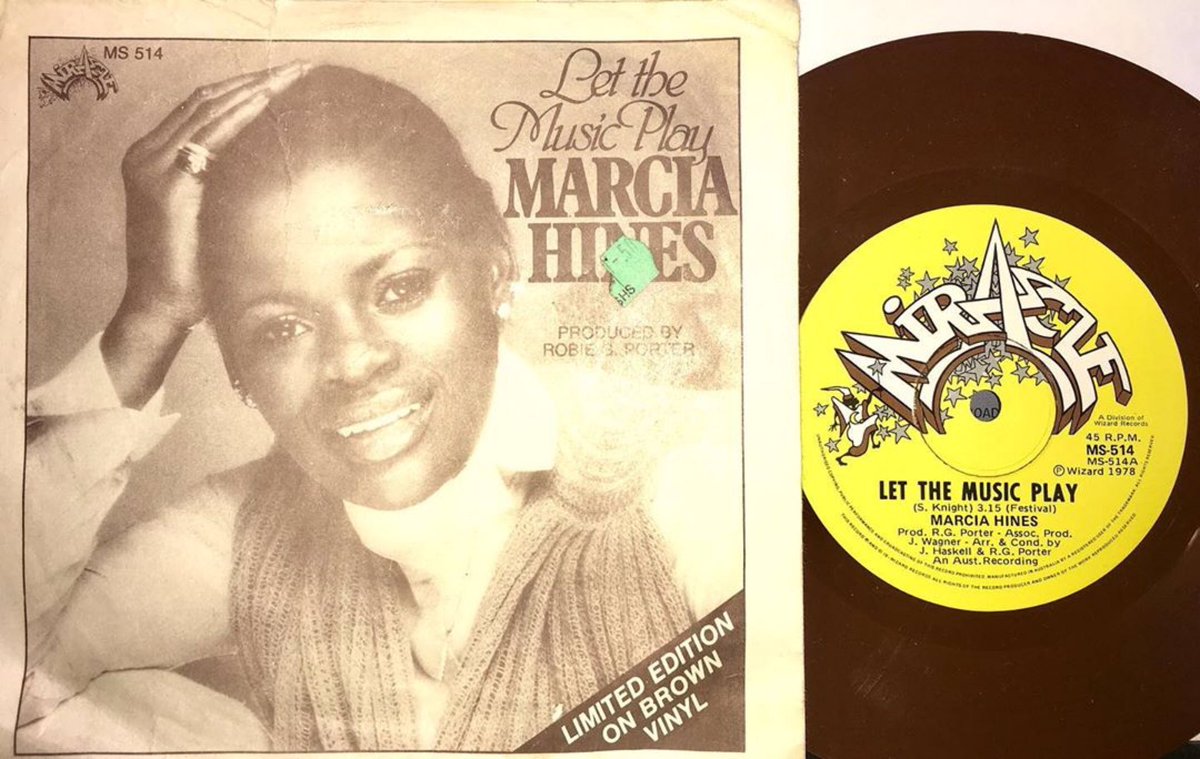 MIRACLE
MS 514
Let the
Music Play
MARCIA
HINES
PRODUCED BY
ROBIE G. PORTER
LIMITED EDITION
ON BROWN
VINYL
MIRACLE
A Division of
Wizard Records
45 R.P.M.
MS-514
MS-514A
Ⓟ Wizard 1978
LET THE MUSIC PLAY
(S. Knight) 3.15 (Festival)
MARCIA HINES
Prod. R.G. Porter - Assoc. Prod.
J. Wagner - Arr. & Cond. by
J. Haskell & R.G. Porter
An Aust. Recording